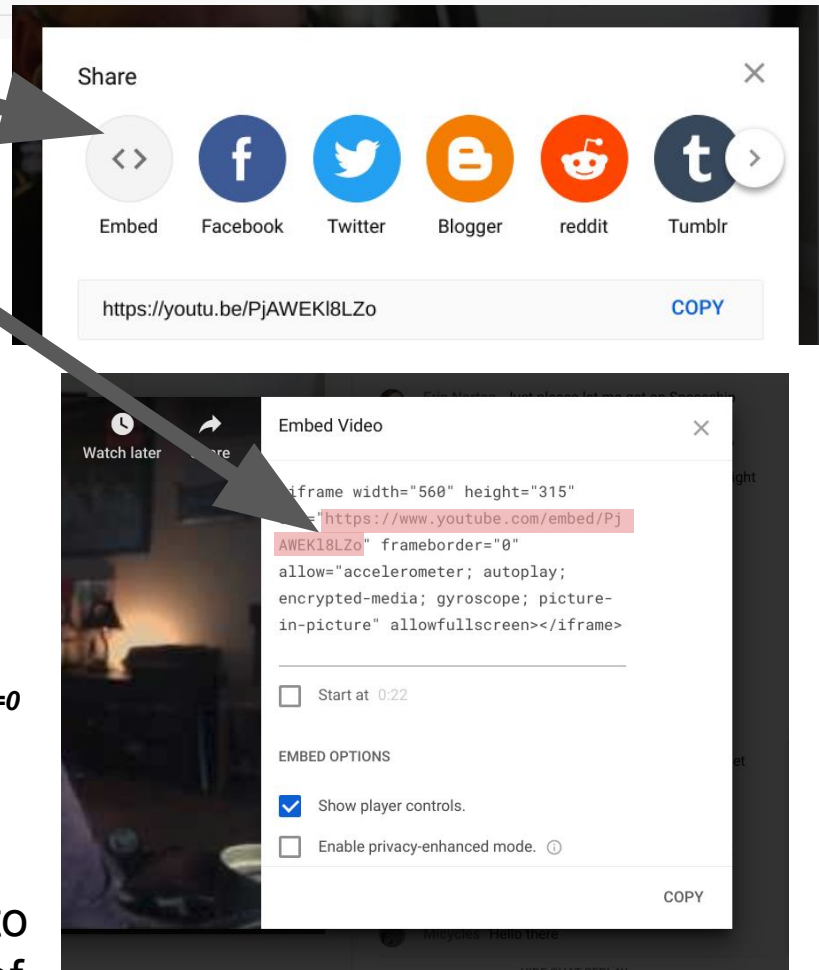 Share
Embed
Facebook
Twitter
Blogger
reddit
Tumblr
https://youtu.be/PjAWEKl8LZo
COPY
Watch later
Embed Video
iframe width="560" height="315"
="https://www.youtube.com/embed/Pj
AWEKl8LZo" frameborder="0"
allow="accelerometer; autoplay;
encrypted-media; gyroscope; picture-
in-picture" allowfullscreen></iframe>
Start at 0:22
=0
EMBED OPTIONS
Show player controls.
Enable privacy-enhanced mode.
COPY
Micycles Hello there